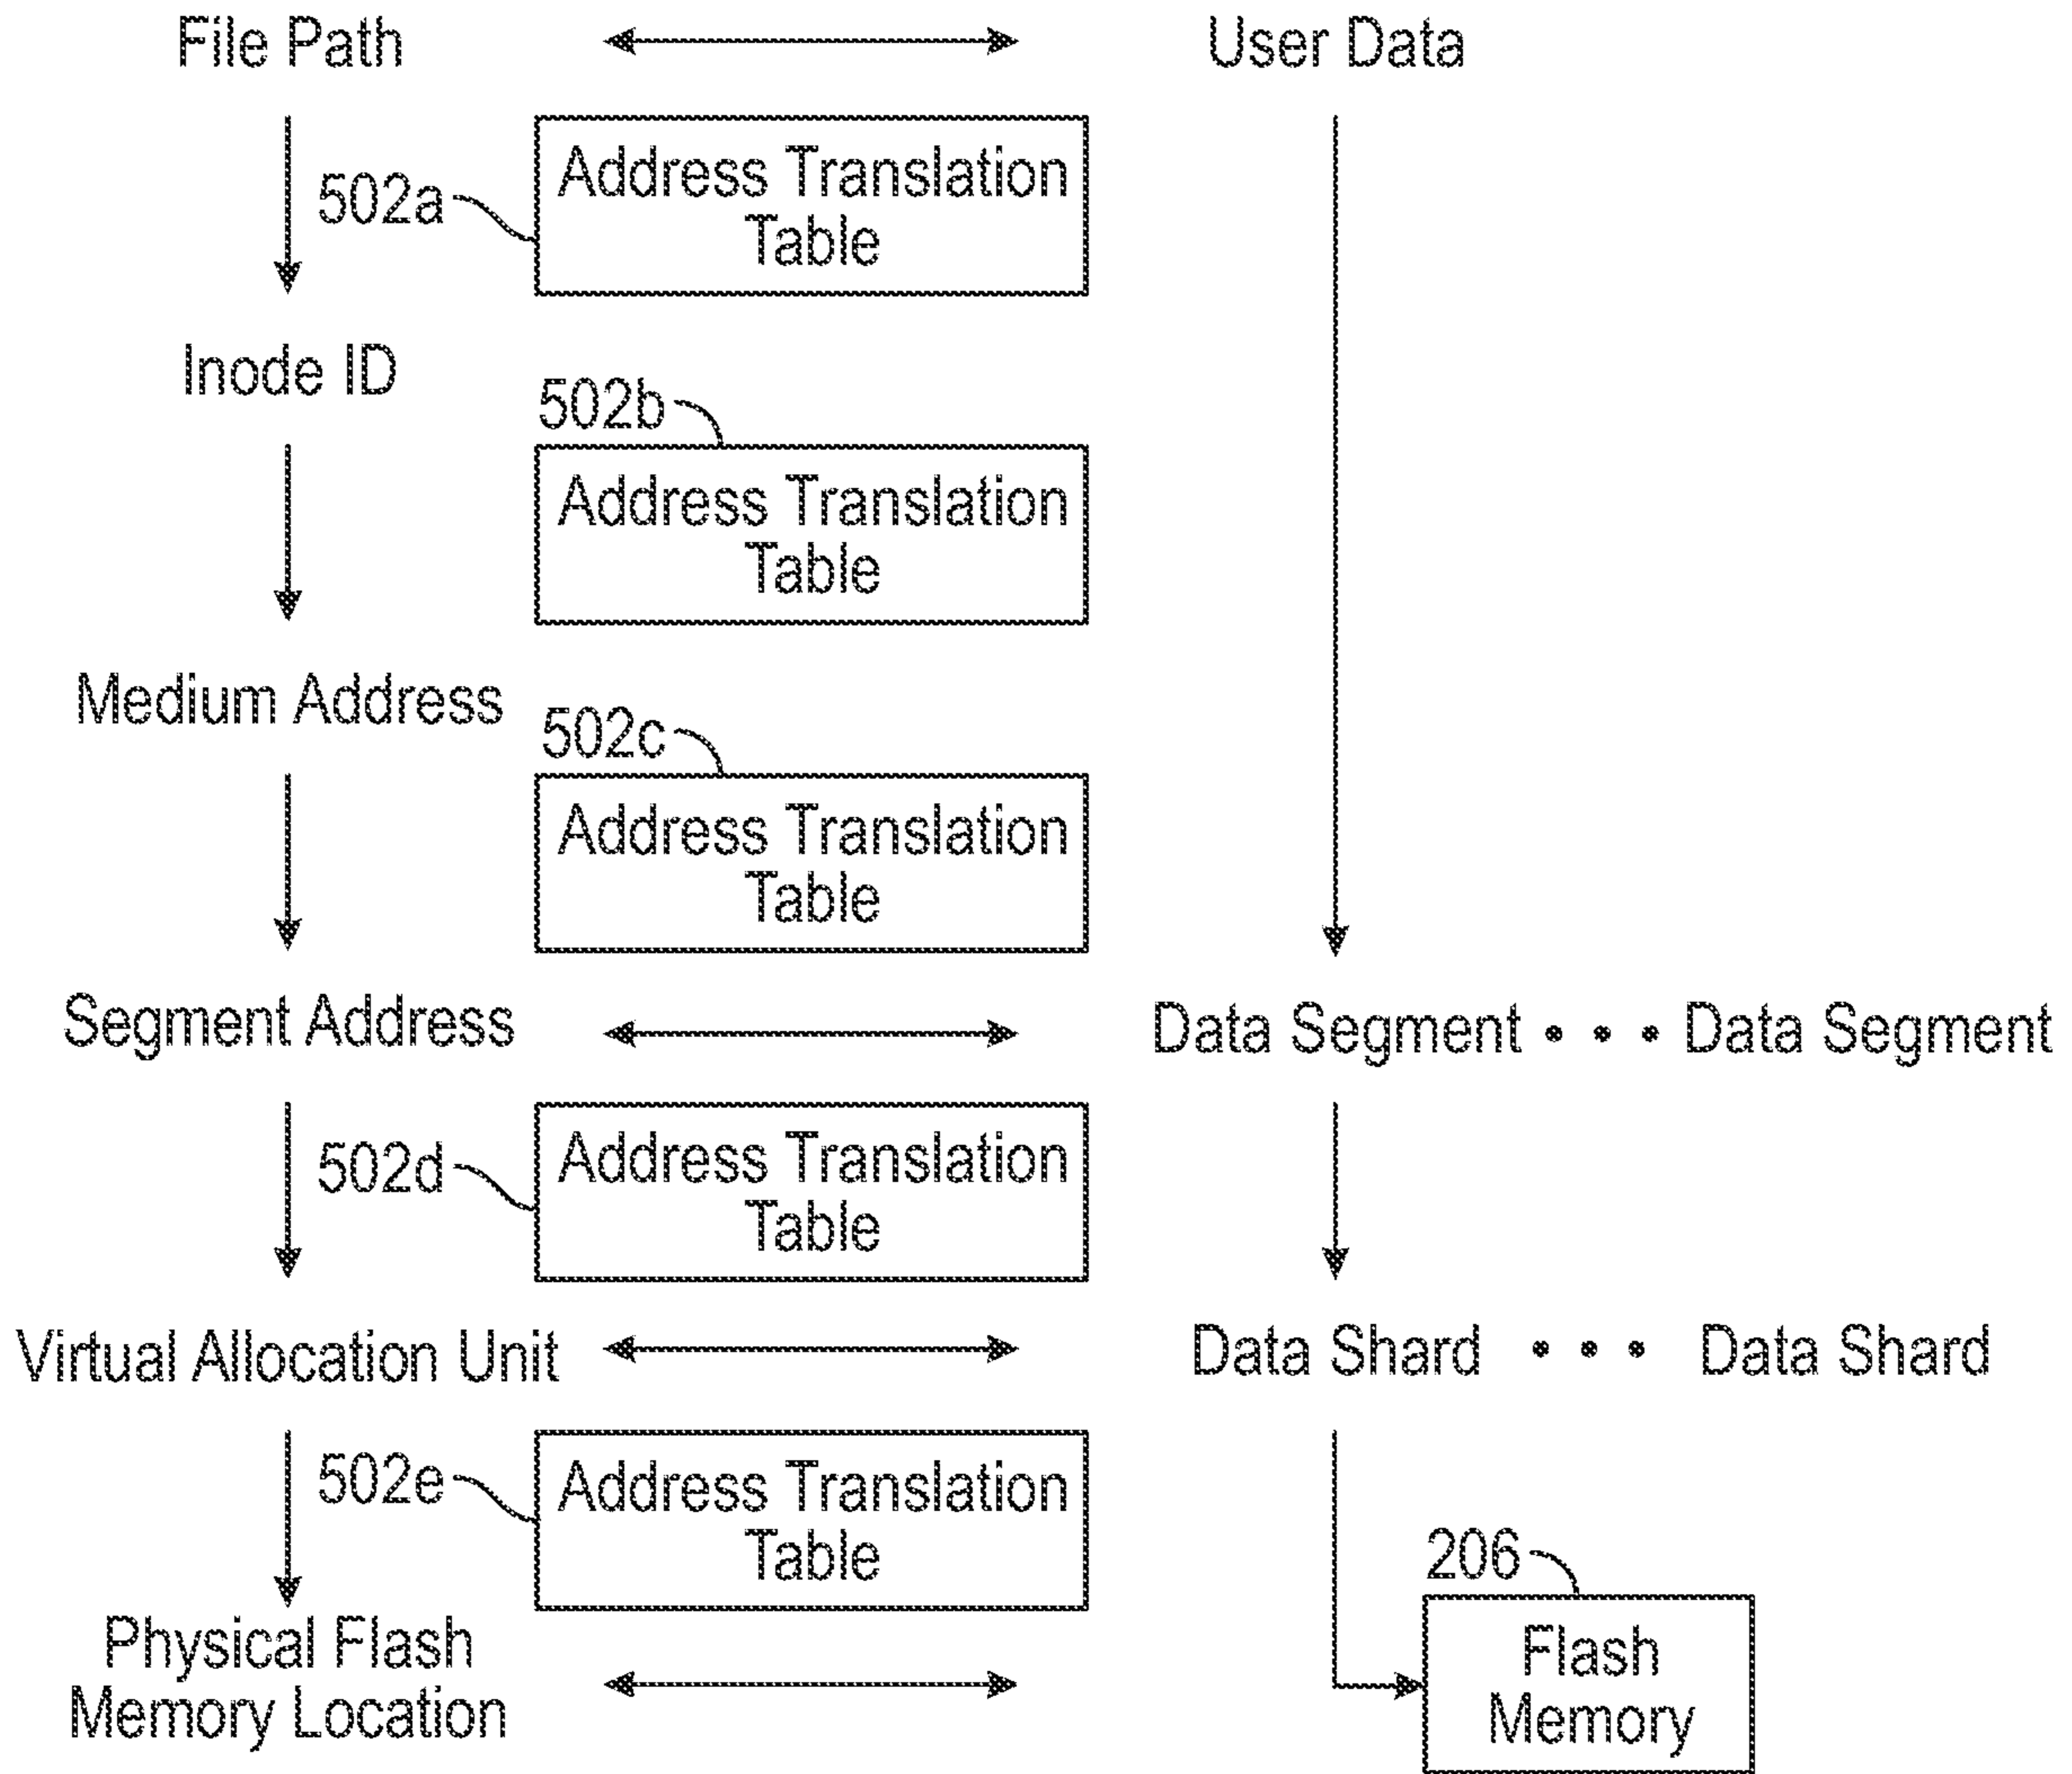 File Path
User Data
502a
Address Translation
Table
Inode ID
502b
Address Translation
Table
Medium Address
502c
Address Translation
Table
Segment Address
Data Segment • • • Data Segment
502d
Address Translation
Table
Virtual Allocation Unit
Data Shard • • • Data Shard
502e
Address Translation
Table
206
Physical Flash
Memory Location
Flash
Memory